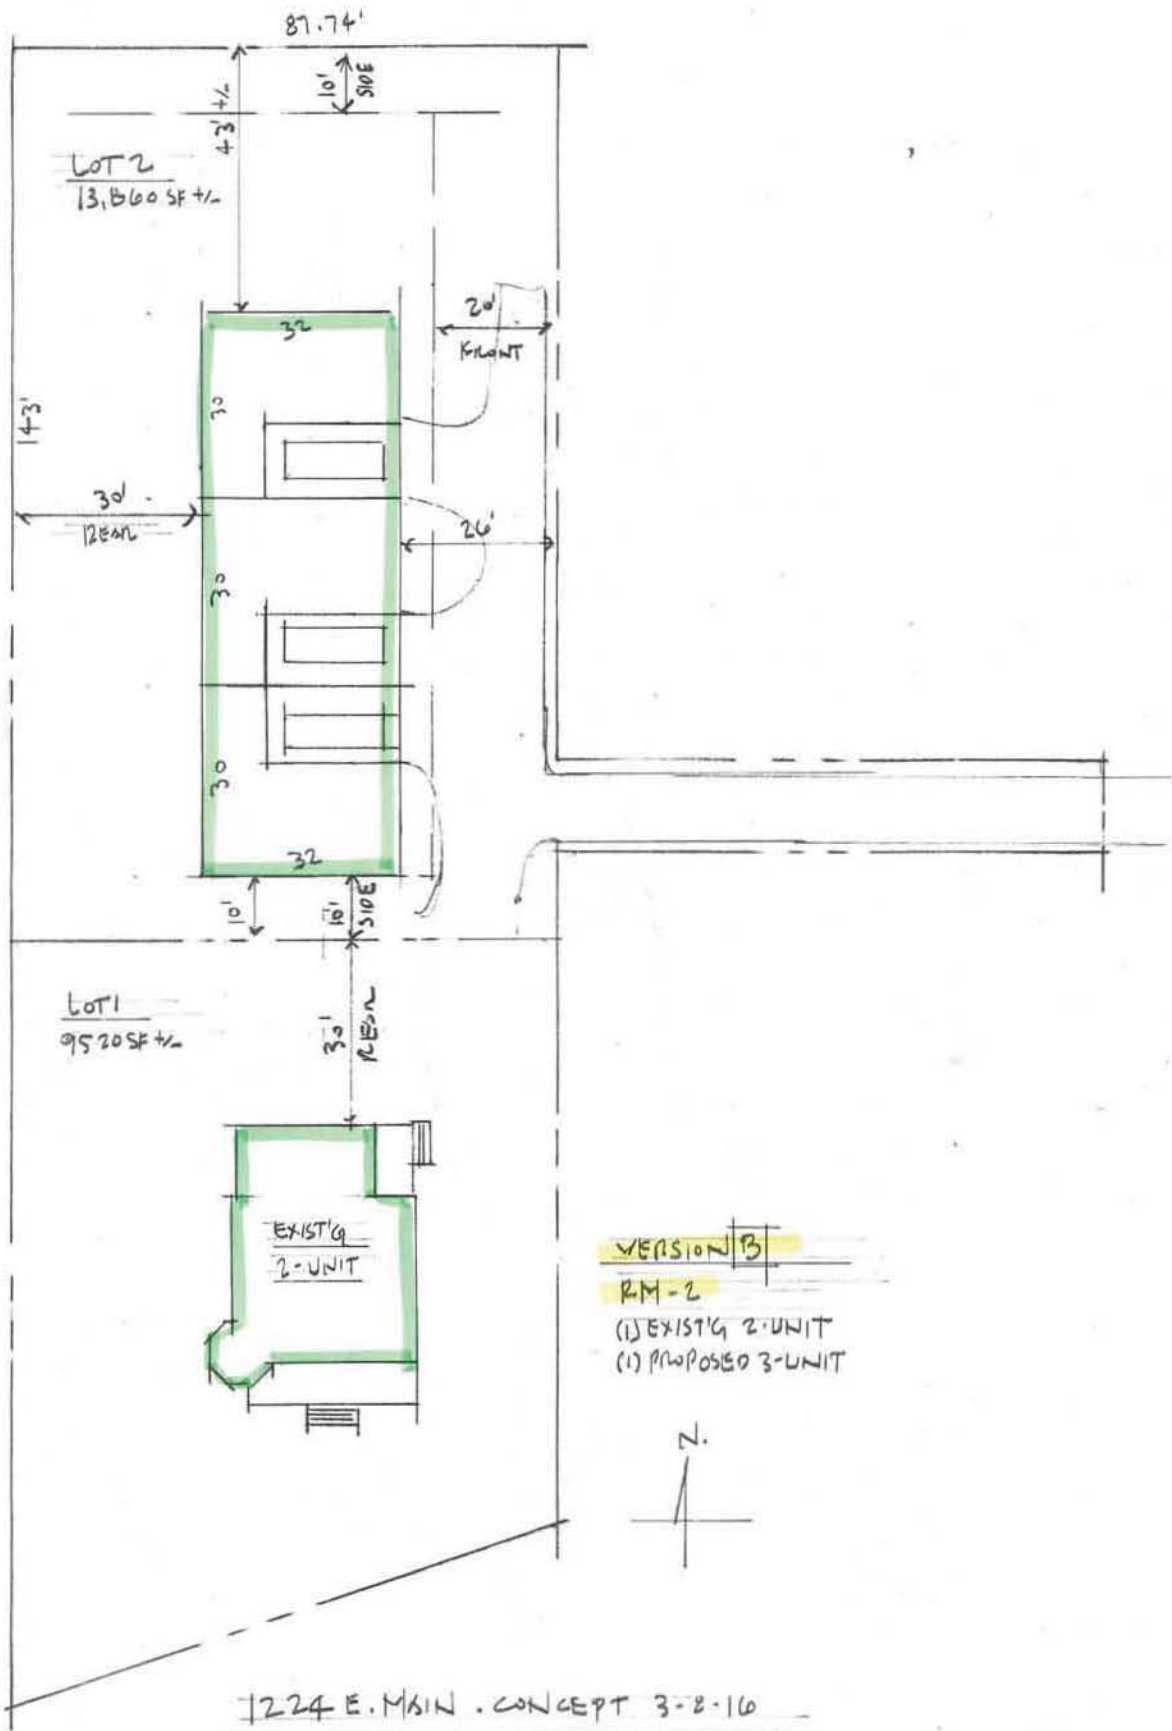 87.74'
10'
SIDE
43' +/-
LOT 2
13,860 SF +/-
20'
FRONT
32
30
143'
30'
REAR
26'
30
30
32
10'
10'
SIDE
LOT 1
9520 SF +/-
30'
REAR
EXIST'G
2-UNIT
VERSION B
RM-2
(1) EXIST'G 2-UNIT
(1) PROPOSED 3-UNIT
N.
1224 E. MAIN . CONCEPT 3-8-16